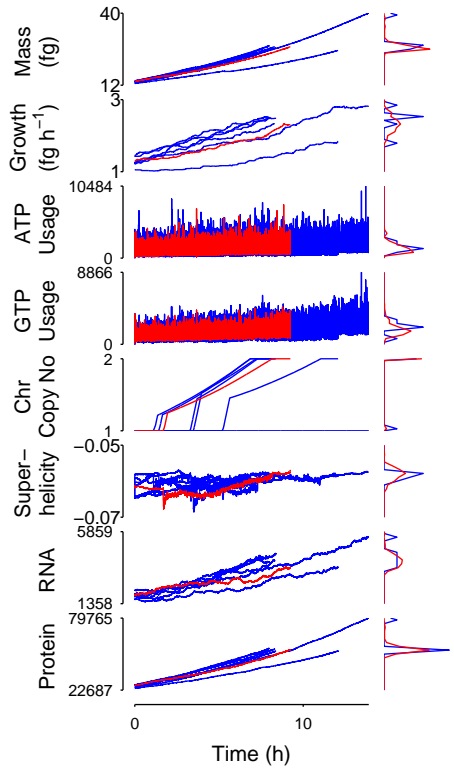 40
Mass
(fg)
12
3
Growth
(fg h⁻¹)
1
10484
ATP
Usage
0
8866
GTP
Usage
0
2
Chr
Copy No
1
−0.05
Super−
helicity
−0.07
5859
RNA
1358
79765
Protein
22687
0 10
Time (h)